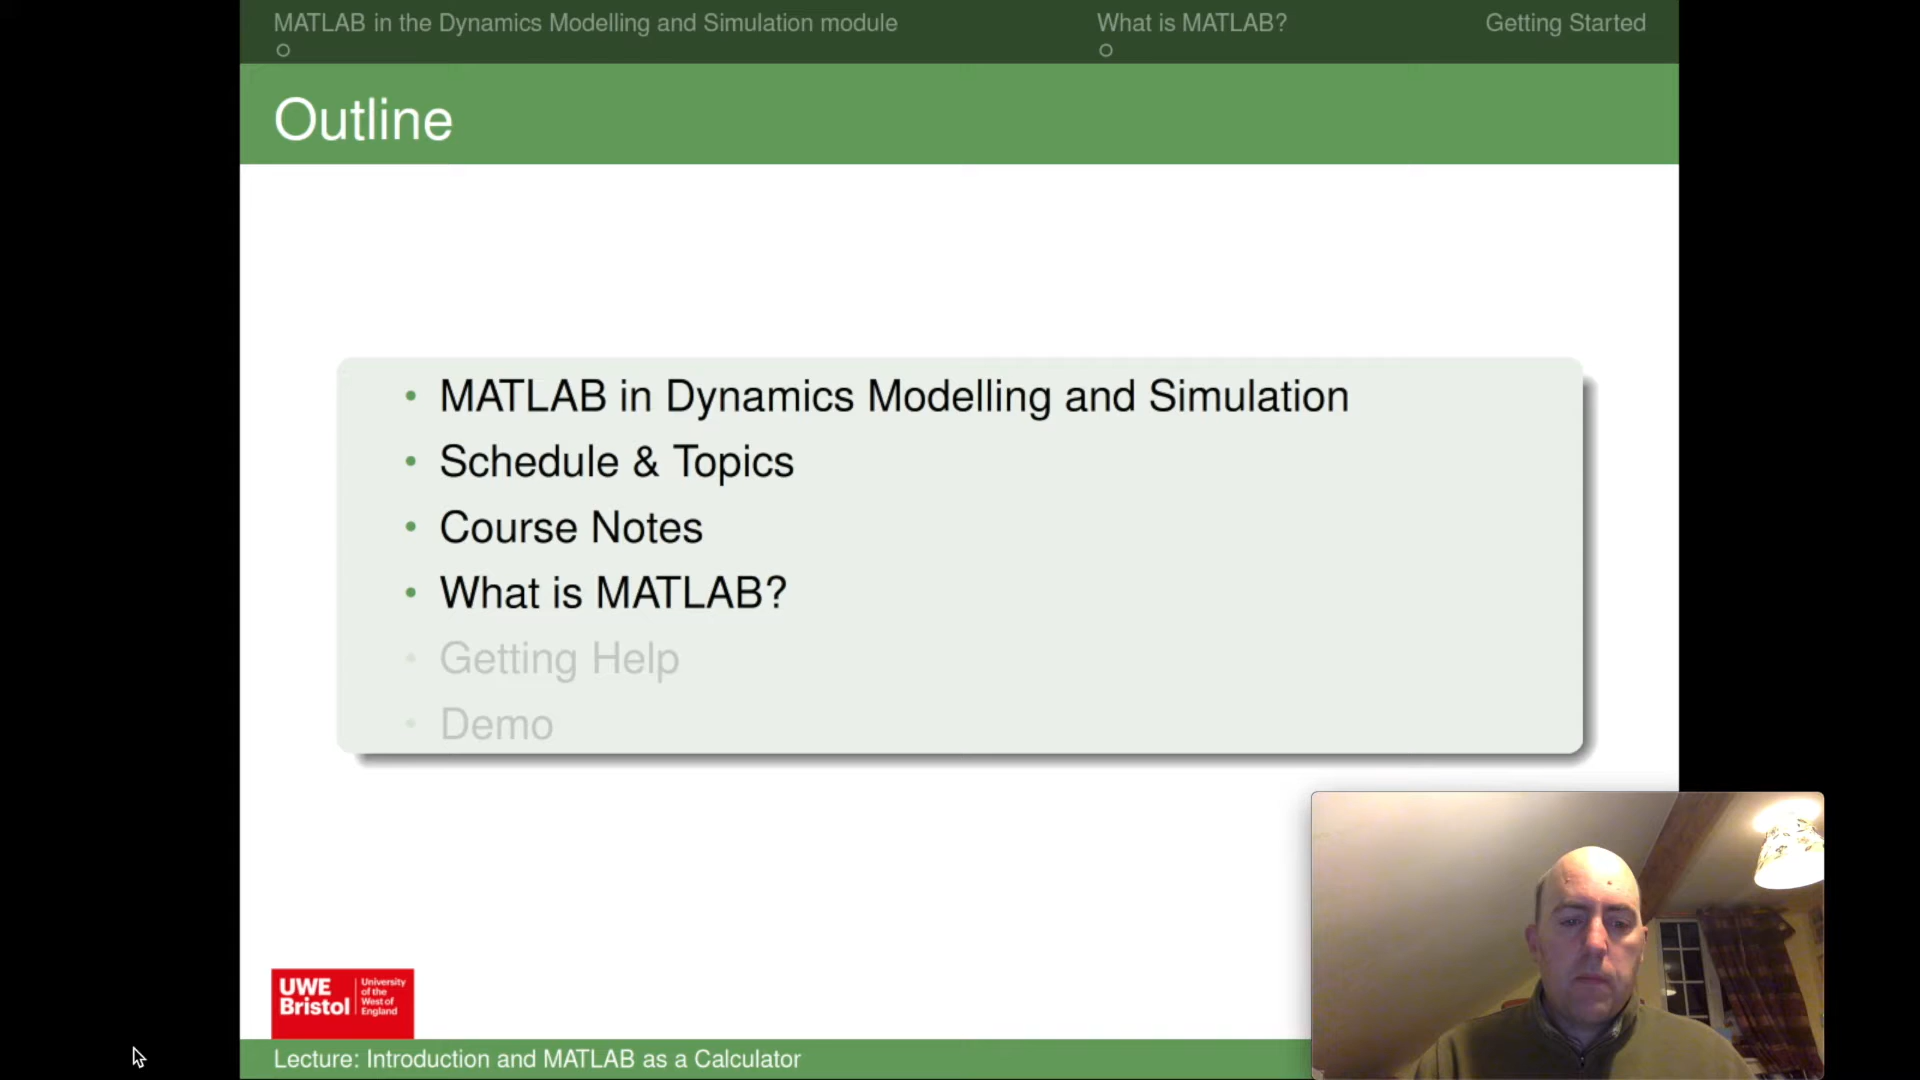 MATLAB in the Dynamics Modelling and Simulation module
What is MATLAB?
Getting Started
Outline
• MATLAB in Dynamics Modelling and Simulation
• Schedule & Topics
• Course Notes
• What is MATLAB?
• Getting Help
• Demo
UWE
Bristol
University
of the
West of
England
Lecture: Introduction and MATLAB as a Calculator